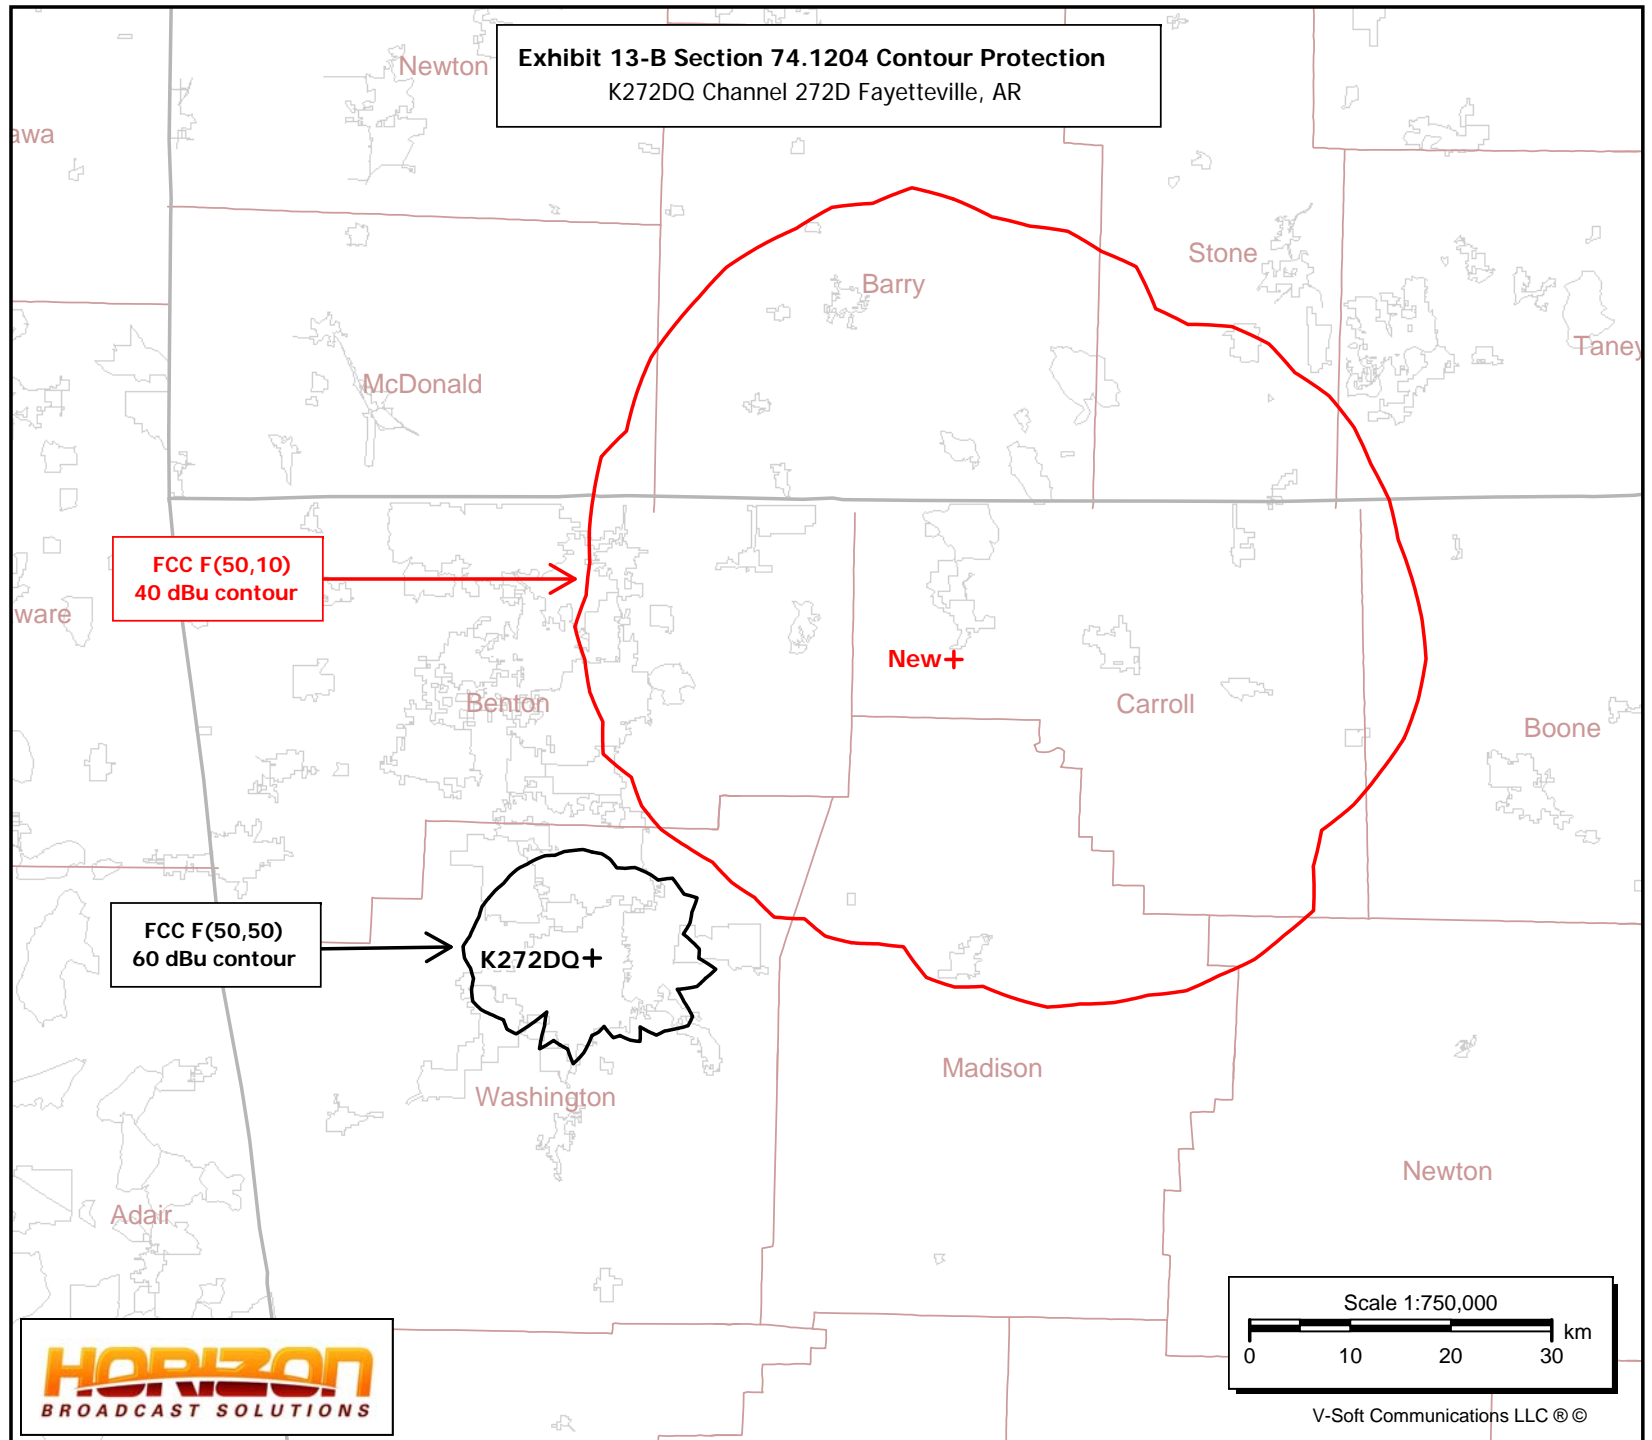 Exhibit 13-B Section 74.1204 Contour Protection
K272DQ Channel 272D Fayetteville, AR
Newton
awa
Stone
Barry
Taney
McDonald
FCC F(50,10)
40 dBu contour
ware
New
Benton
Carroll
Boone
FCC F(50,50)
60 dBu contour
K272DQ
Madison
Washington
Newton
Adair
Scale 1:750,000
km
0 10 20 30
HORIZON
BROADCAST SOLUTIONS
V-Soft Communications LLC ® ©